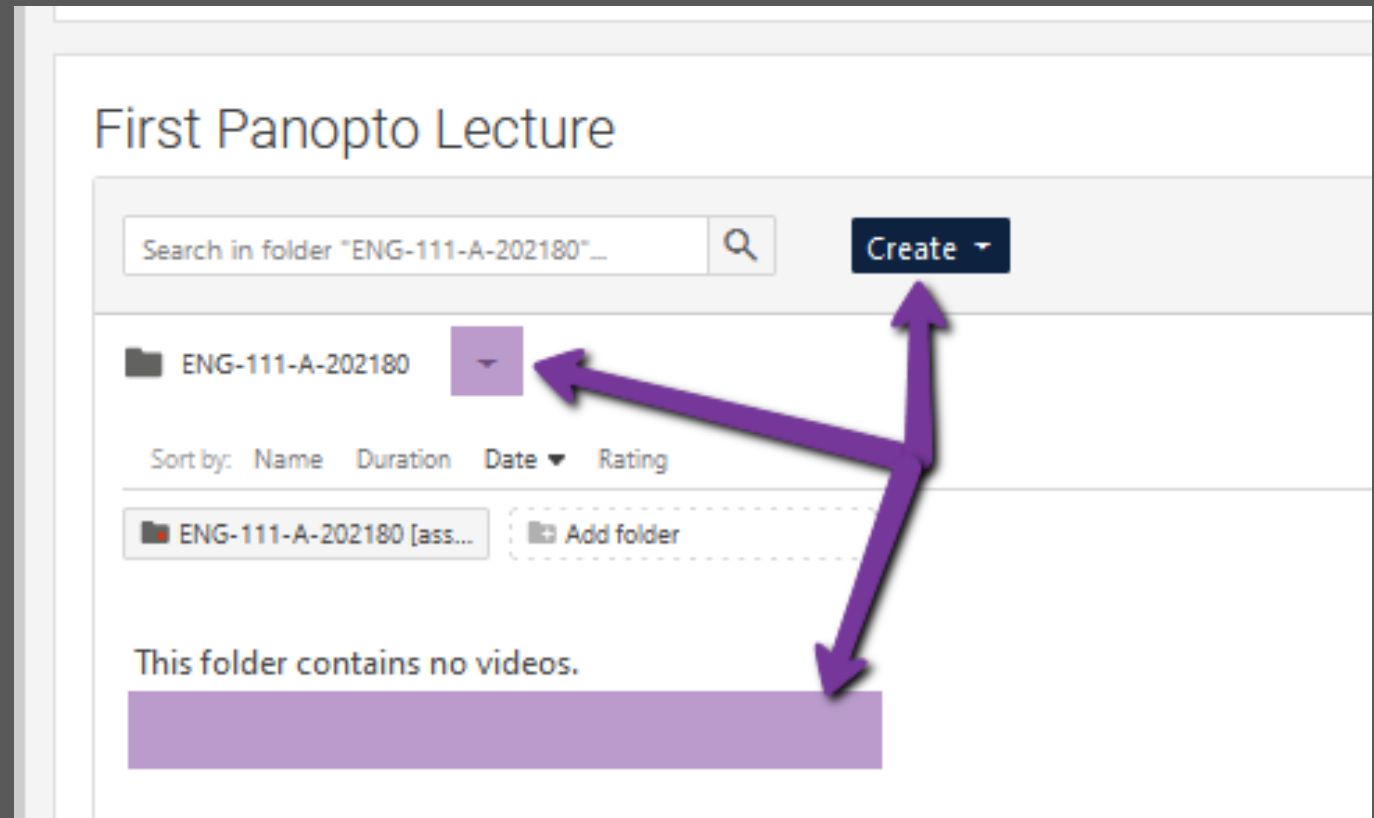 First Panopto Lecture
Search in folder "ENG-111-A-202180"...
Create
ENG-111-A-202180
Sort by: Name Duration Date Rating
ENG-111-A-202180 [ass... Add folder
This folder contains no videos.